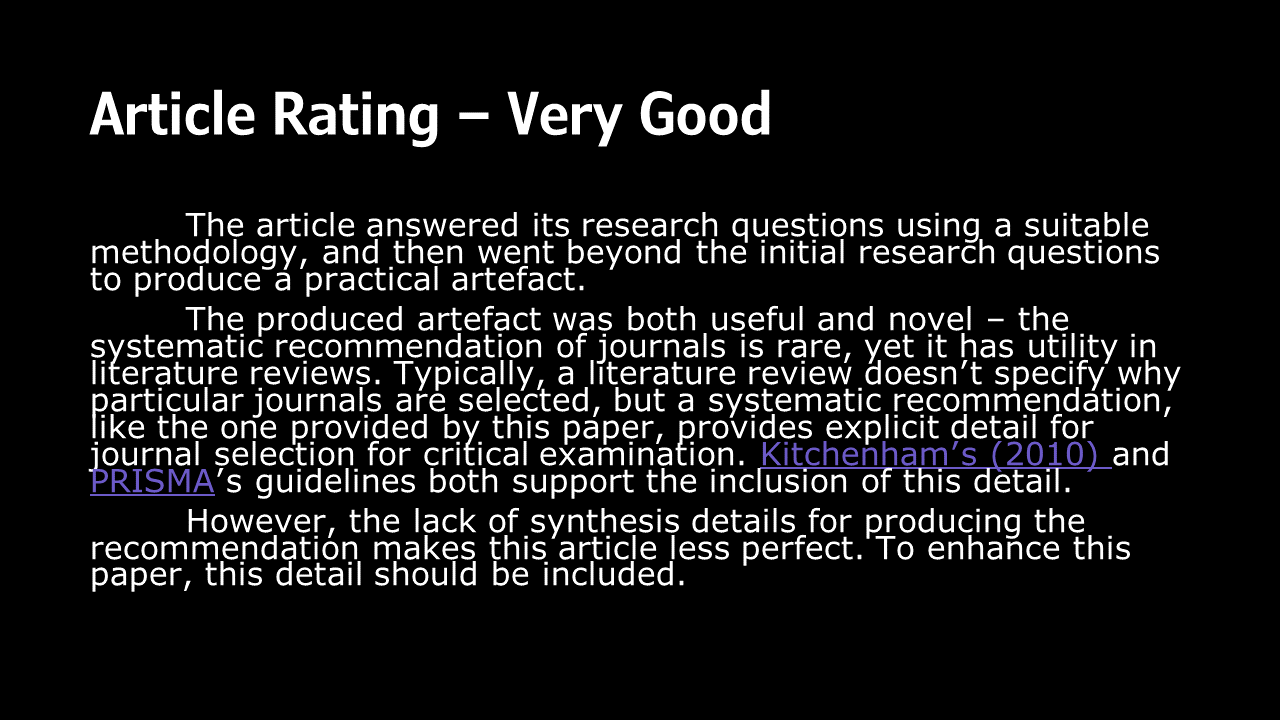 Article Rating – Very Good
The article answered its research questions using a suitable
methodology, and then went beyond the initial research questions
to produce a practical artefact.
The produced artefact was both useful and novel – the
systematic recommendation of journals is rare, yet it has utility in
literature reviews. Typically, a literature review doesn’t specify why
particular journals are selected, but a systematic recommendation,
like the one provided by this paper, provides explicit detail for
journal selection for critical examination. Kitchenham’s (2010) and
PRISMA’s guidelines both support the inclusion of this detail.
However, the lack of synthesis details for producing the
recommendation makes this article less perfect. To enhance this
paper, this detail should be included.